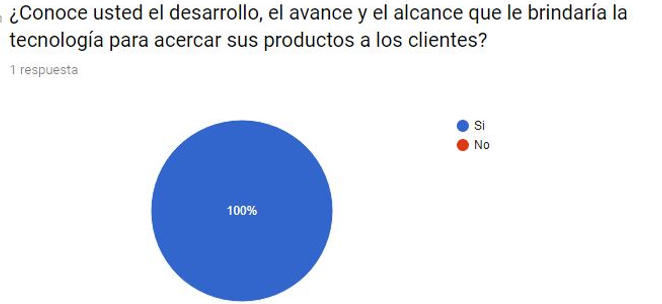 ¿Conoce usted el desarrollo, el avance y el alcance que le brindaría la
tecnología para acercar sus productos a los clientes?
1 respuesta
Si
No
100%